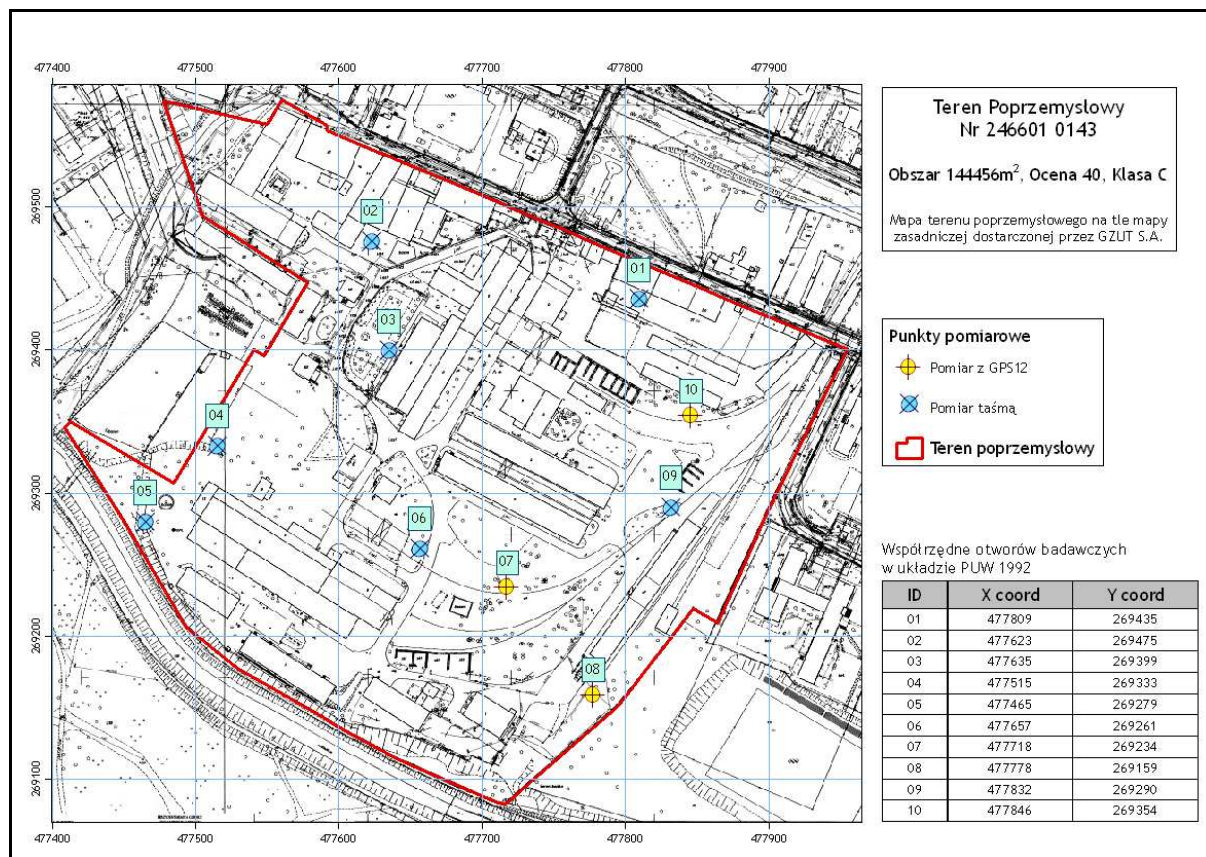 477400 477500 477600 477700 477800 477900
269500
269400
269300
269200
269100
477400 477500 477600 477700 477800 477900
02
01
03
10
04
09
05
06
07
08
Teren Poprzemysłowy
Nr 246601 0143
Obszar 144456m², Ocena 40, Klasa C
Mapa terenu poprzemysłowego na tle mapy
zasadniczej dostarczonej przez GZUT S.A.
Punkty pomiarowe
Pomiar z GPS12
Pomiar taśmą
Teren poprzemysłowy
Współrzędne otworów badawczych
w układzie PUW 1992
ID X coord Y coord
01 477809 269435
02 477623 269475
03 477635 269399
04 477515 269333
05 477465 269279
06 477657 269261
07 477718 269234
08 477778 269159
09 477832 269290
10 477846 269354